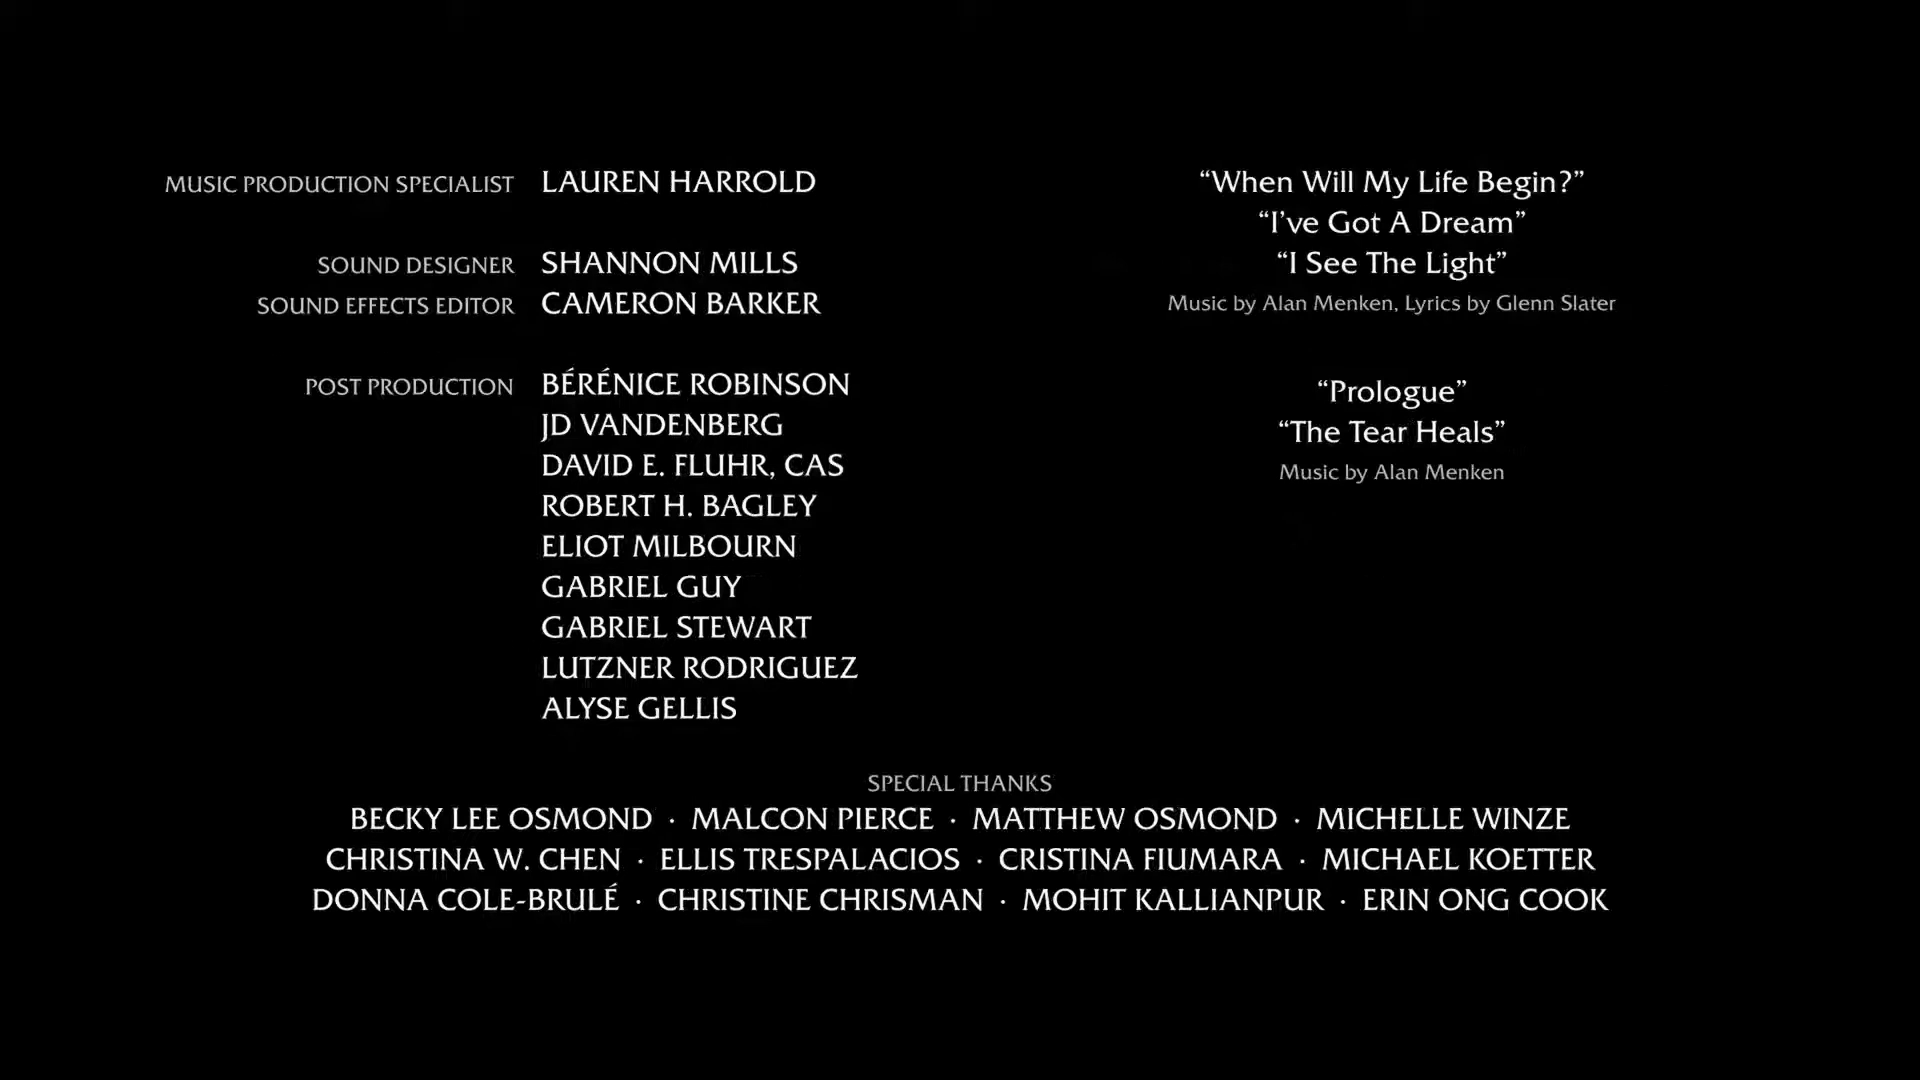 MUSIC PRODUCTION SPECIALIST LAUREN HARROLD
SOUND DESIGNER SHANNON MILLS
SOUND EFFECTS EDITOR CAMERON BARKER
POST PRODUCTION BÉRÉNICE ROBINSON
JD VANDENBERG
DAVID E. FLUHR, CAS
ROBERT H. BAGLEY
ELIOT MILBOURN
GABRIEL GUY
GABRIEL STEWART
LUTZNER RODRIGUEZ
ALYSE GELLIS
“When Will My Life Begin?”
“I’ve Got A Dream”
“I See The Light”
Music by Alan Menken, Lyrics by Glenn Slater
“Prologue”
“The Tear Heals”
Music by Alan Menken
SPECIAL THANKS
BECKY LEE OSMOND · MALCON PIERCE · MATTHEW OSMOND · MICHELLE WINZE
CHRISTINA W. CHEN · ELLIS TRESPALACIOS · CRISTINA FIUMARA · MICHAEL KOETTER
DONNA COLE-BRULÉ · CHRISTINE CHRISMAN · MOHIT KALLIANPUR · ERIN ONG COOK